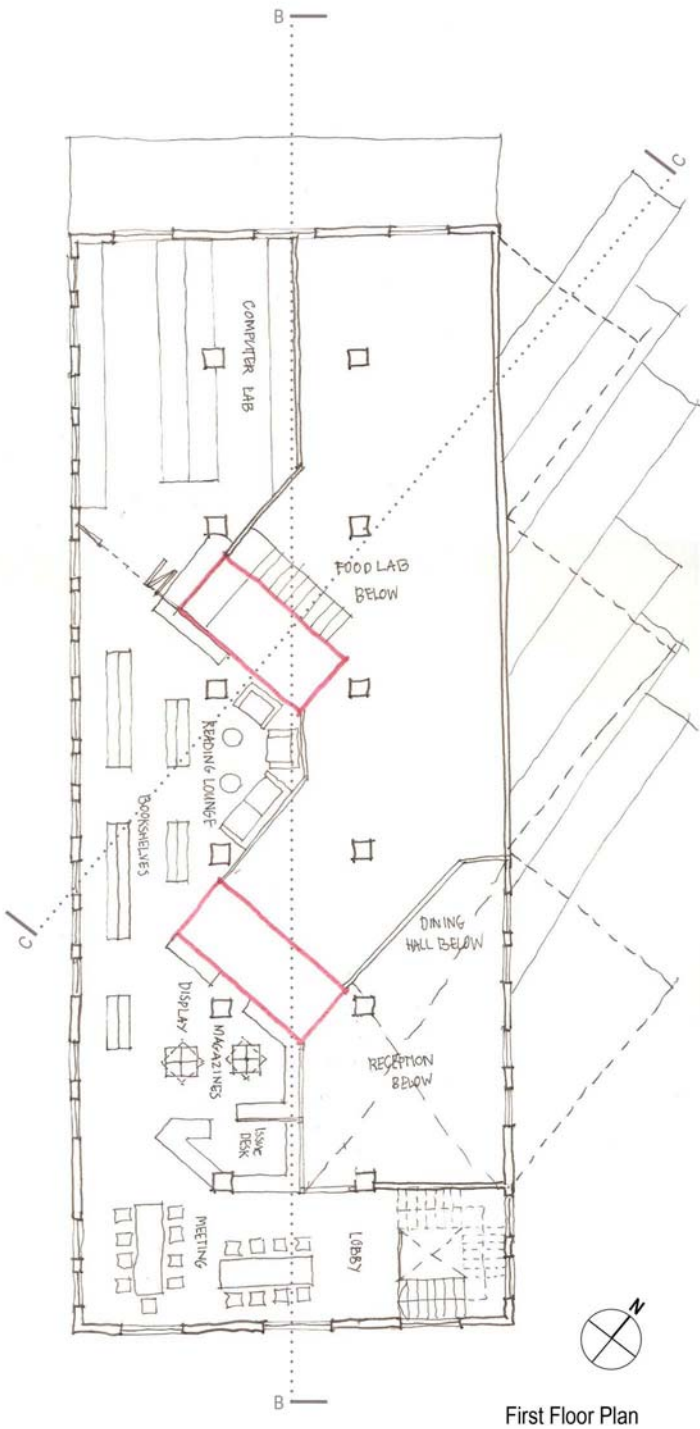 B
C
COMPUTER LAB
FOOD LAB
BELOW
READING LOUNGE
BOOKSHELVES
C
DINING
HALL BELOW
DISPLAY
MAGAZINES
RECEPTION
BELOW
ISSUE
DESK
MEETING
LOBBY
N
B
First Floor Plan